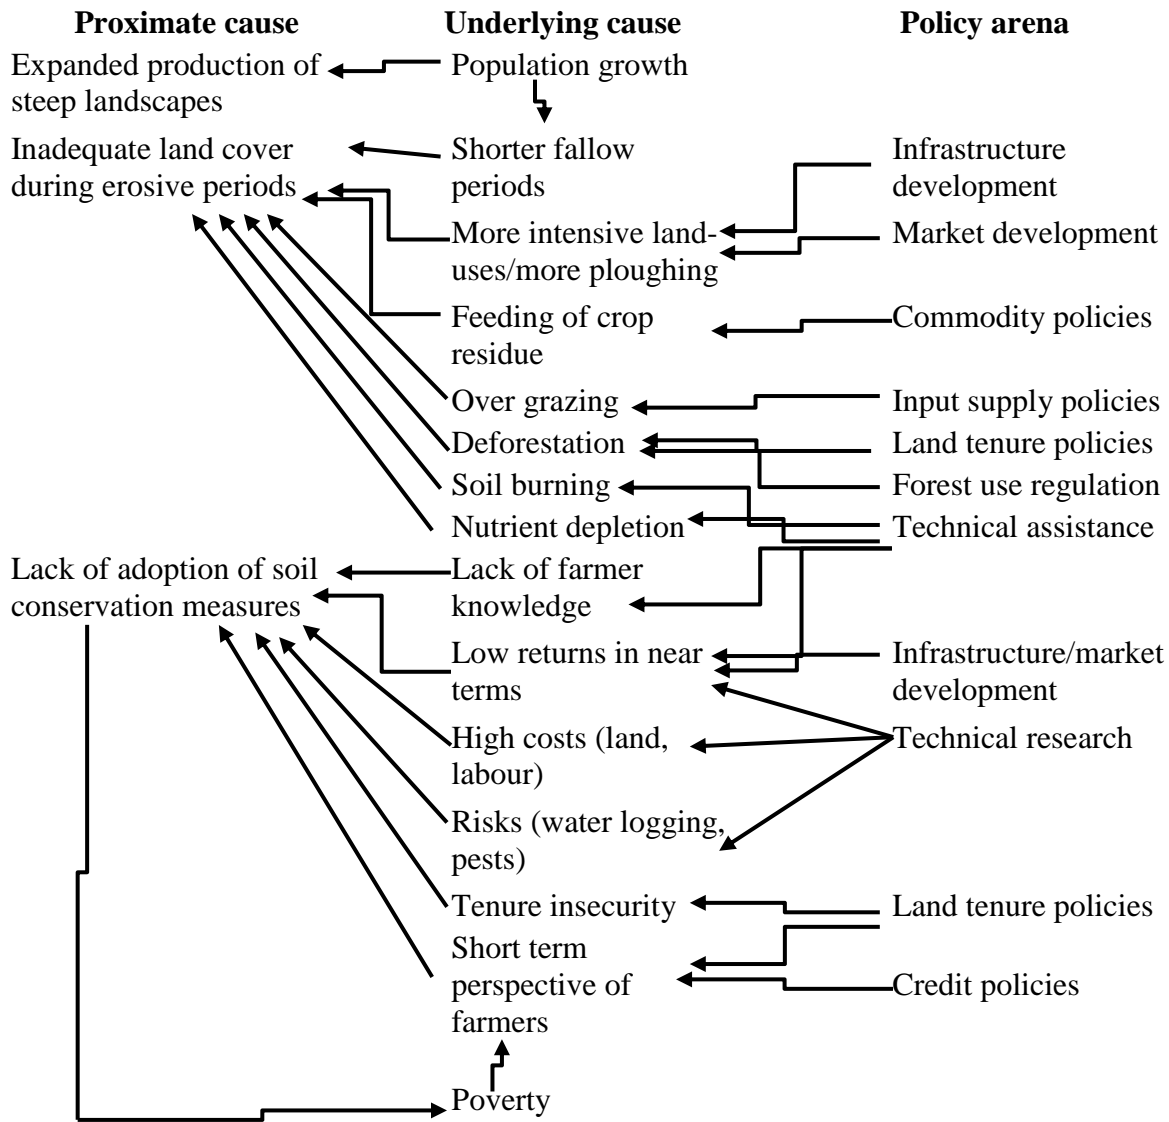 Proximate cause Underlying cause Policy arena
Expanded production of
steep landscapes
Population growth
Inadequate land cover
during erosive periods
Shorter fallow
periods
Infrastructure
development
More intensive land-
uses/more ploughing
Market development
Feeding of crop
residue
Commodity policies
Over grazing
Input supply policies
Deforestation
Land tenure policies
Soil burning
Forest use regulation
Nutrient depletion
Technical assistance
Lack of adoption of soil
conservation measures
Lack of farmer
knowledge
Low returns in near
terms
Infrastructure/market
development
High costs (land,
labour)
Technical research
Risks (water logging,
pests)
Tenure insecurity
Land tenure policies
Short term
perspective of
farmers
Credit policies
Poverty